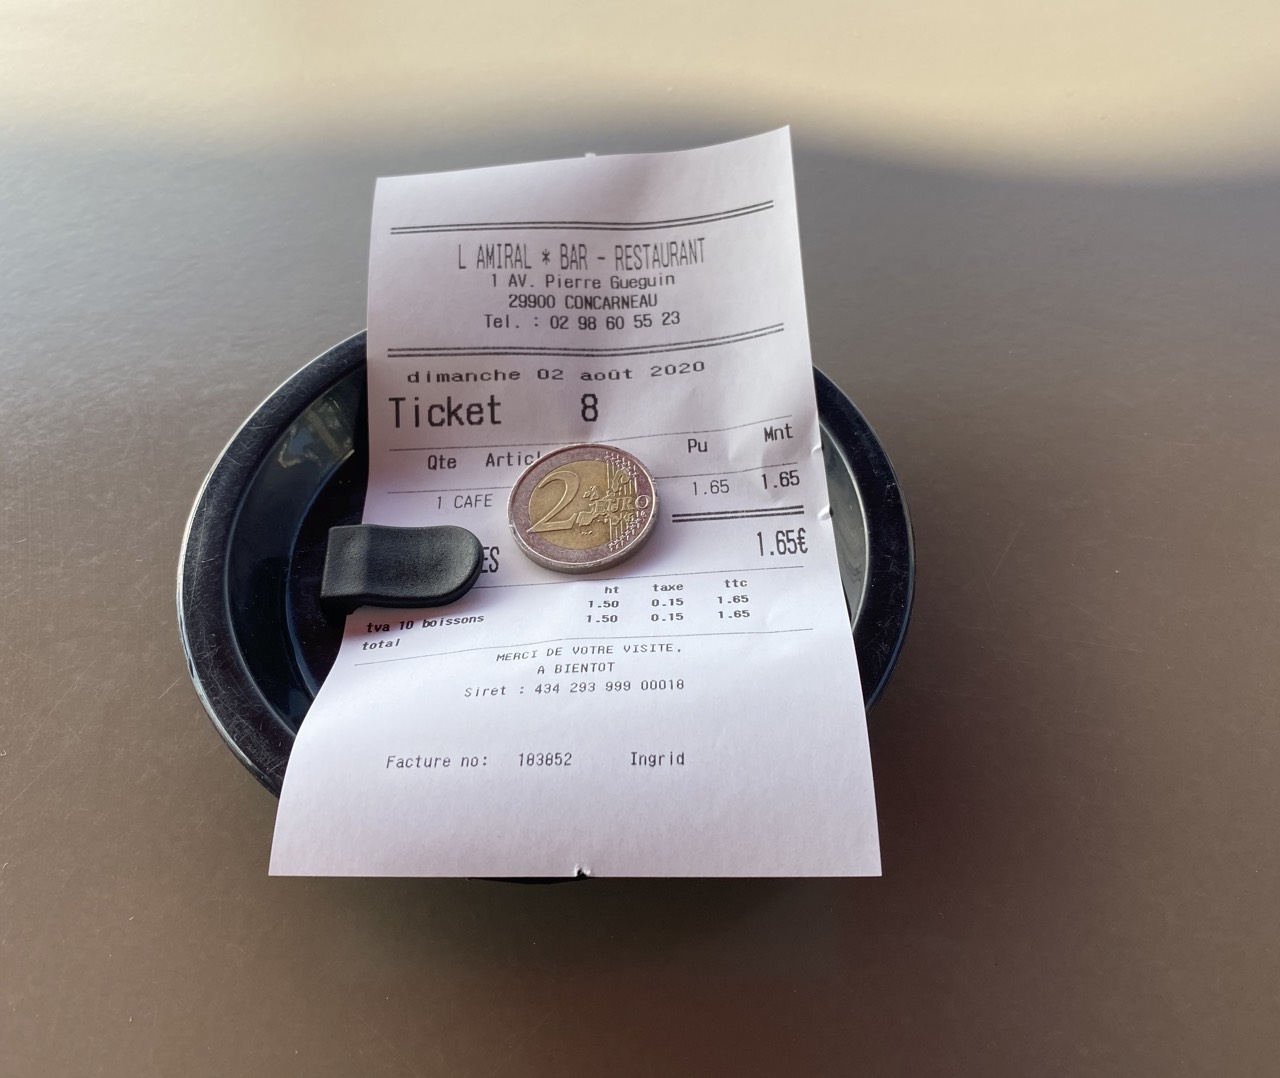 L AMIRAL * BAR - RESTAURANT
1 AV. Pierre Gueguin
29900 CONCARNEAU
Tel. : 02 98 60 55 23
dimanche 02 août 2020
Ticket 8
Qte Articl Pu Mnt
1 CAFE 1.65 1.65
ES 1.65€
ht taxe ttc
tva 10 boissons 1.50 0.15 1.65
total 1.50 0.15 1.65
MERCI DE VOTRE VISITE.
A BIENTOT
Siret : 434 293 999 00018
Facture no: 183852 Ingrid
2 EURO